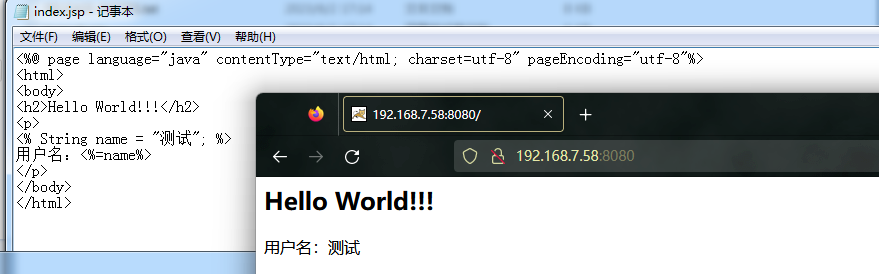 index.jsp - 记事本
文件(F) 编辑(E) 格式(O) 查看(V) 帮助(H)
<%@ page language="java" contentType="text/html; charset=utf-8" pageEncoding="utf-8"%>
<html>
<body>
<h2>Hello World!!!</h2>
<p>
<% String name = "测试"; %>
用户名：<%=name%>
</p>
</body>
</html>
192.168.7.58:8080/
192.168.7.58:8080
Hello World!!!
用户名：测试